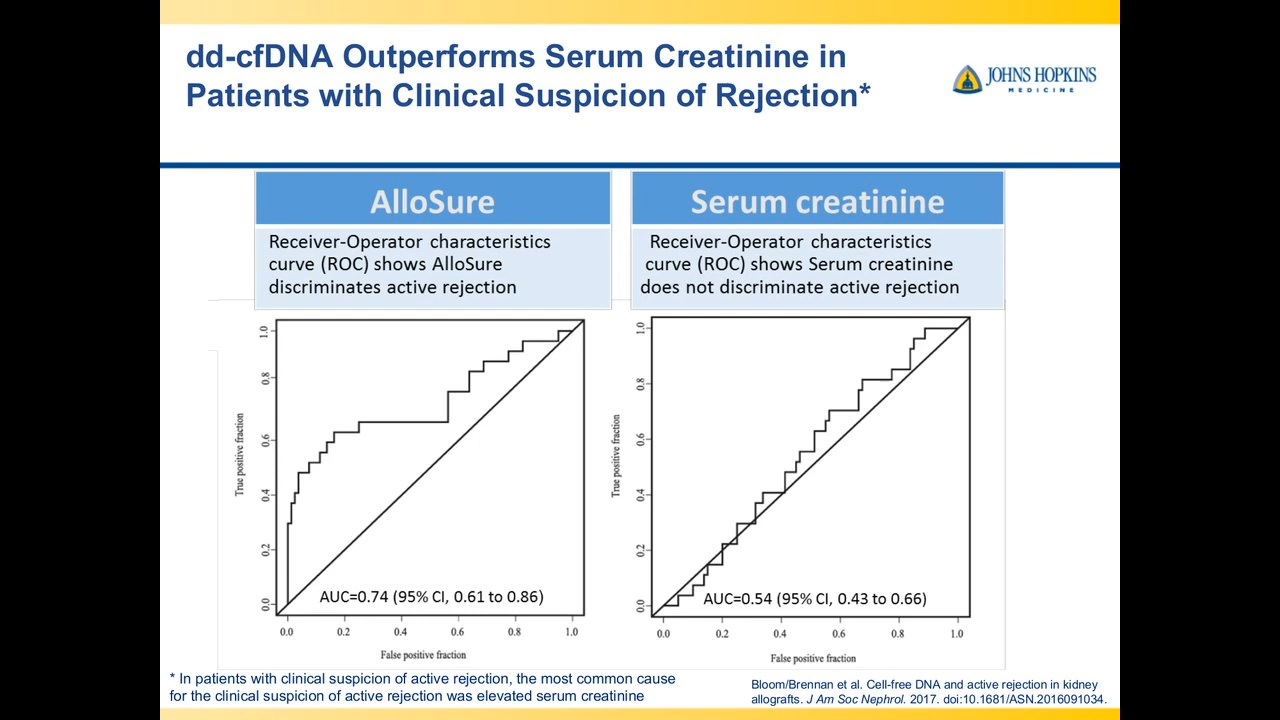 dd-cfDNA Outperforms Serum Creatinine in
Patients with Clinical Suspicion of Rejection*
JOHNS HOPKINS
MEDICINE
AlloSure
Receiver-Operator characteristics
curve (ROC) shows AlloSure
discriminates active rejection
Serum creatinine
Receiver-Operator characteristics
curve (ROC) shows Serum creatinine
does not discriminate active rejection
True positive fraction
1.0
0.8
0.6
0.4
0.2
0.0
AUC=0.74 (95% CI, 0.61 to 0.86)
0.0 0.2 0.4 0.6 0.8 1.0
False positive fraction
True positive fraction
1.0
0.8
0.6
0.4
0.2
0.0
AUC=0.54 (95% CI, 0.43 to 0.66)
0.0 0.2 0.4 0.6 0.8 1.0
False positive fraction
* In patients with clinical suspicion of active rejection, the most common cause
for the clinical suspicion of active rejection was elevated serum creatinine
Bloom/Brennan et al. Cell-free DNA and active rejection in kidney
allografts. J Am Soc Nephrol. 2017. doi:10.1681/ASN.2016091034.